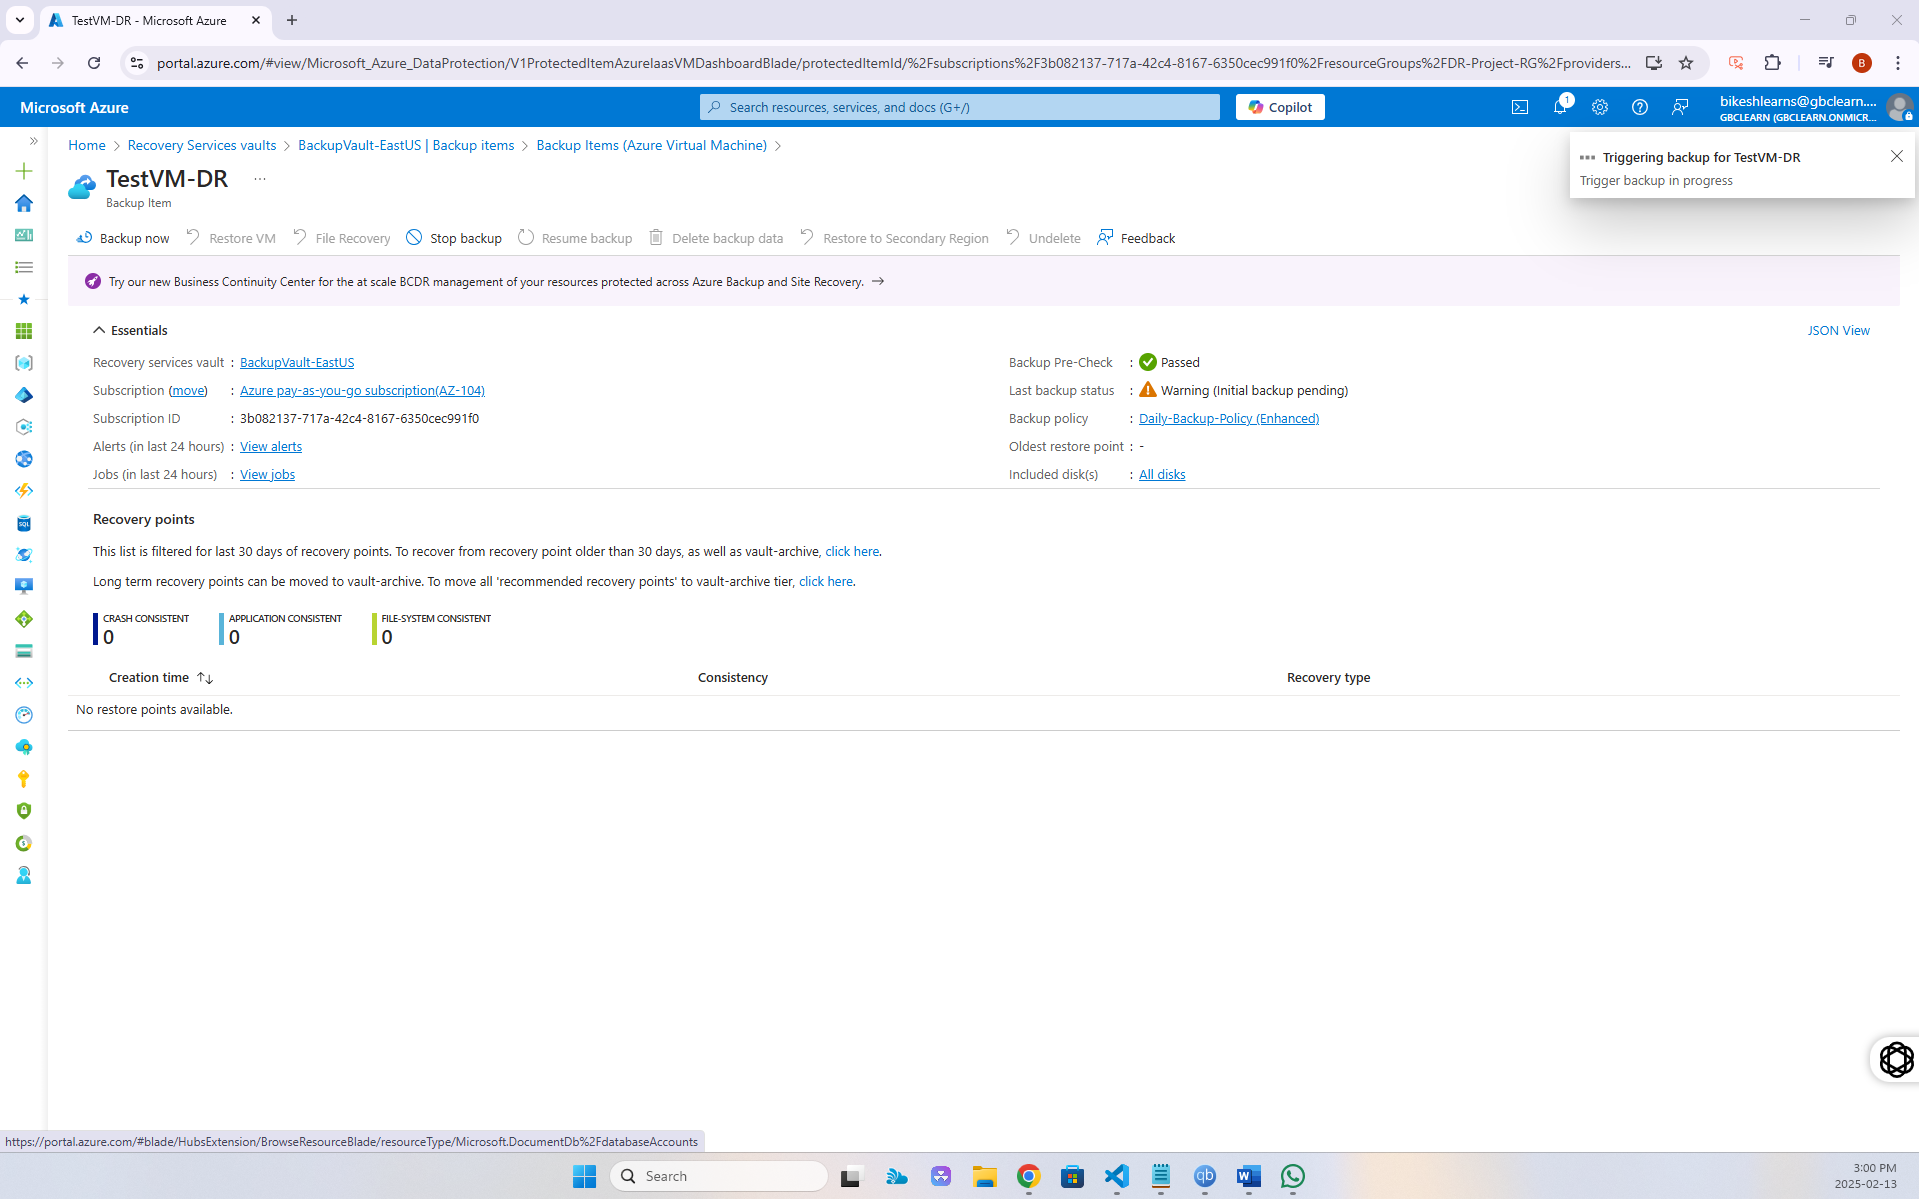 TestVM-DR - Microsoft Azure
portal.azure.com/#view/Microsoft_Azure_DataProtection/V1ProtectedItemAzureIaasVMDashboardBlade/protectedItemId/%2Fsubscriptions%2F3b082137-717a-42c4-8167-6350cec991f0%2FresourceGroups%2FDR-Project-RG%2Fproviders...
B
Microsoft Azure
Search resources, services, and docs (G+/)
Copilot
1
bikeshlearns@gbclearn....
GBCLEARN (GBCLEARN.ONMICR...
Home > Recovery Services vaults > BackupVault-EastUS | Backup items > Backup Items (Azure Virtual Machine) >
Triggering backup for TestVM-DR
Trigger backup in progress
TestVM-DR ...
Backup Item
Backup now Restore VM File Recovery Stop backup Resume backup Delete backup data Restore to Secondary Region Undelete Feedback
Try our new Business Continuity Center for the at scale BCDR management of your resources protected across Azure Backup and Site Recovery. →
Essentials
JSON View
Recovery services vault : BackupVault-EastUS
Subscription (move) : Azure pay-as-you-go subscription(AZ-104)
Subscription ID : 3b082137-717a-42c4-8167-6350cec991f0
Alerts (in last 24 hours) : View alerts
Jobs (in last 24 hours) : View jobs
Backup Pre-Check : Passed
Last backup status : Warning (Initial backup pending)
Backup policy : Daily-Backup-Policy (Enhanced)
Oldest restore point : -
Included disk(s) : All disks
Recovery points
This list is filtered for last 30 days of recovery points. To recover from recovery point older than 30 days, as well as vault-archive, click here.
Long term recovery points can be moved to vault-archive. To move all 'recommended recovery points' to vault-archive tier, click here.
CRASH CONSISTENT
0
APPLICATION CONSISTENT
0
FILE-SYSTEM CONSISTENT
0
Creation time ↑↓ Consistency Recovery type
No restore points available.
SQL
https://portal.azure.com/#blade/HubsExtension/BrowseResourceBlade/resourceType/Microsoft.DocumentDb%2FdatabaseAccounts
Search
qb
W
3:00 PM
2025-02-13